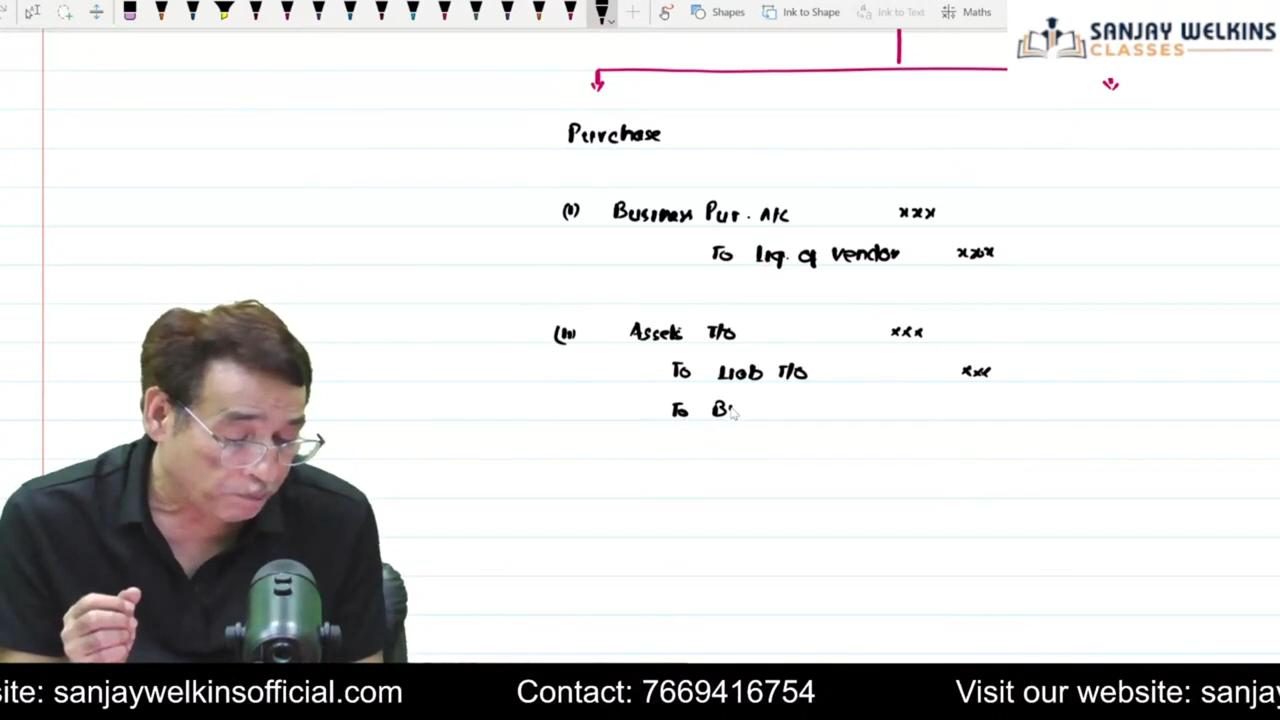 Shapes
Ink to Shape
Ink to Text
Maths
SANJAY WELKINS
CLASSES
Purchase
(i) Business Pur. A/c xxx
To Liq. of vendor xxx
(ii) Assets T/o xxx
To Liab T/o xxx
To B
site: sanjaywelkinsofficial.com Contact: 7669416754 Visit our website: sanjay